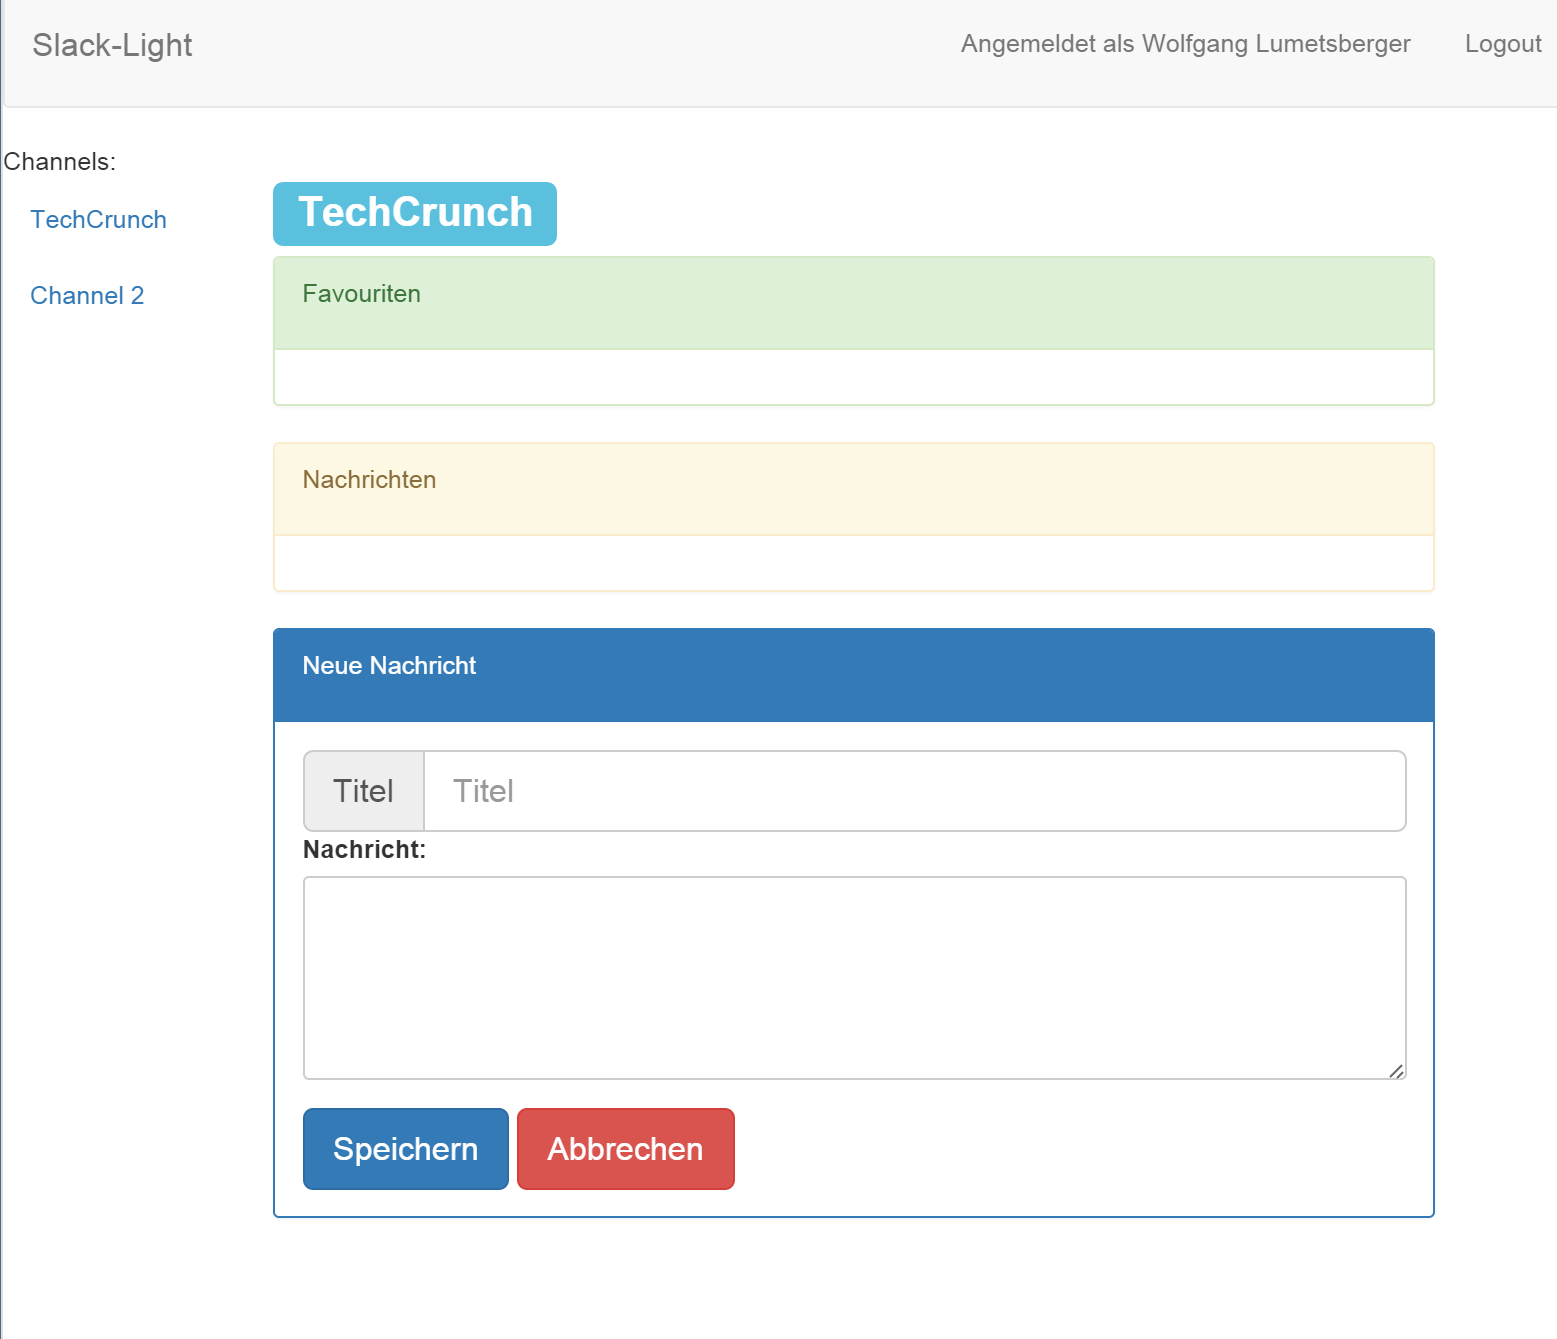 Slack-Light
Angemeldet als Wolfgang Lumetsberger
Logout
Channels:
TechCrunch
Channel 2
TechCrunch
Favouriten
Nachrichten
Neue Nachricht
Titel
Titel
Nachricht:
Speichern
Abbrechen